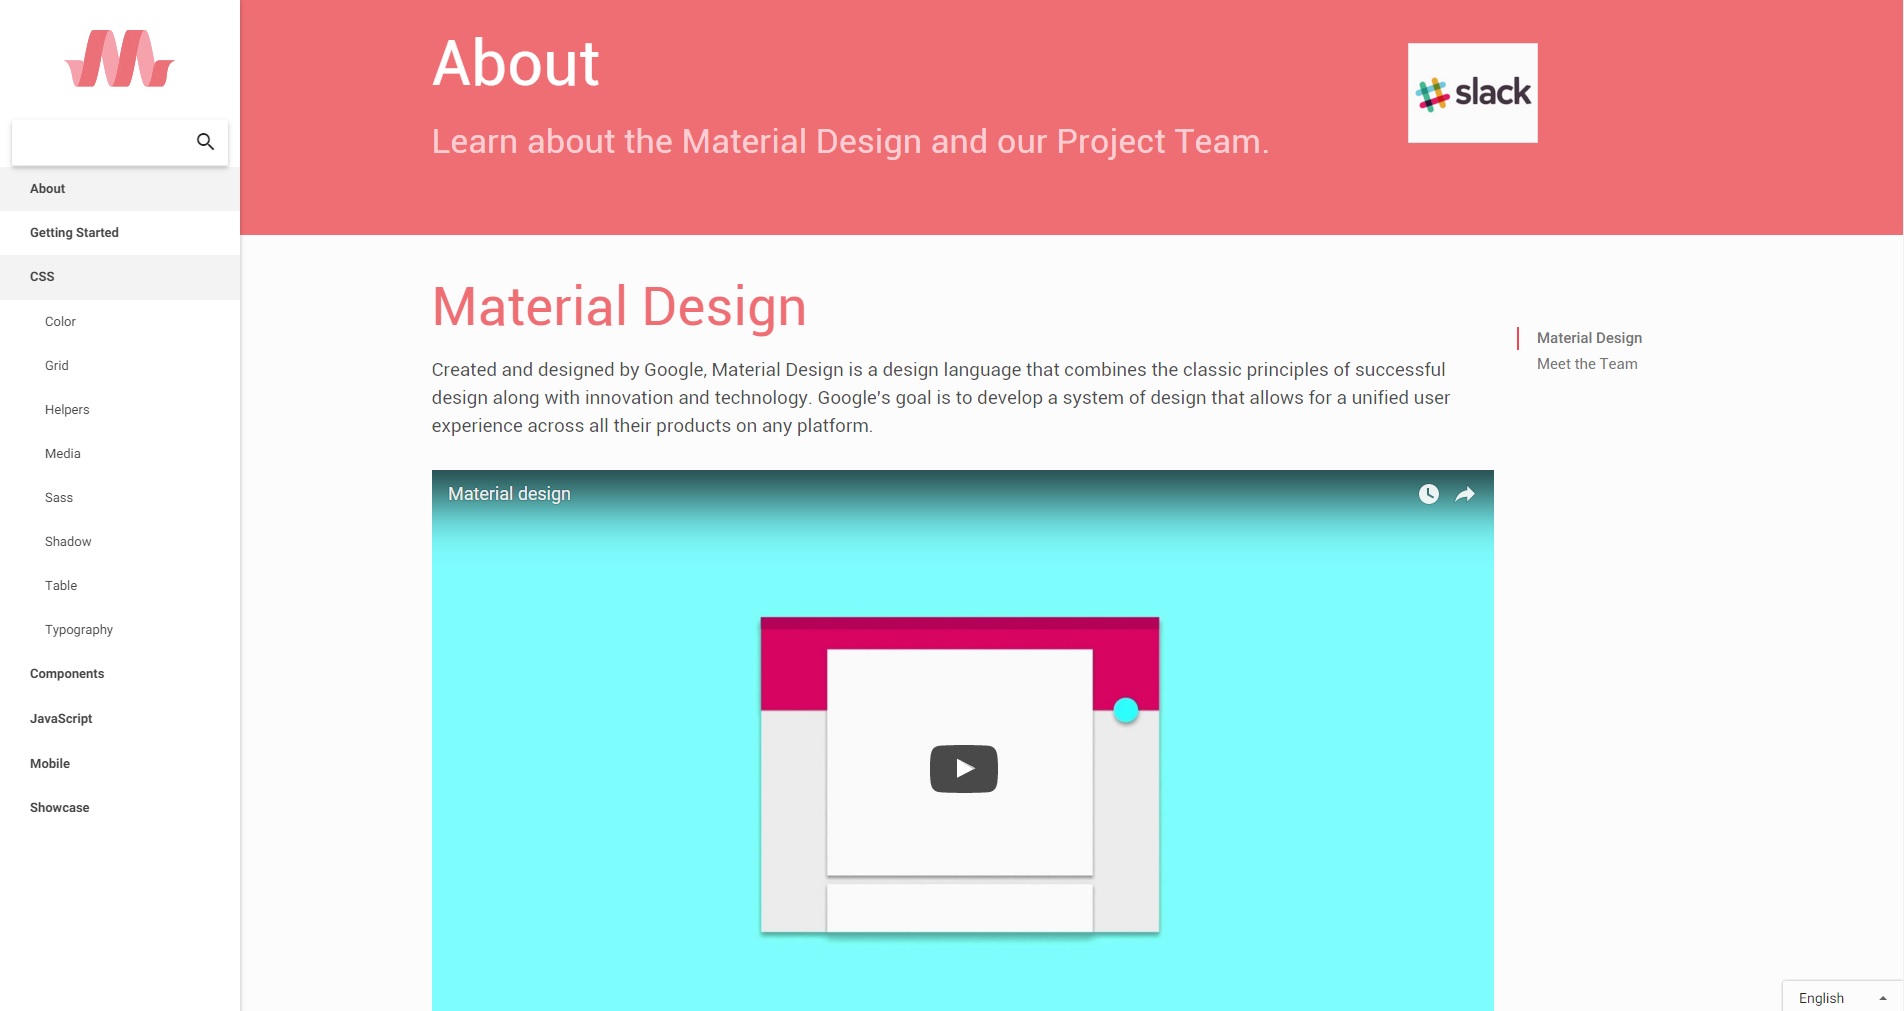 About
Getting Started
CSS
Color
Grid
Helpers
Media
Sass
Shadow
Table
Typography
Components
JavaScript
Mobile
Showcase
About
Learn about the Material Design and our Project Team.
slack
Material Design
Created and designed by Google, Material Design is a design language that combines the classic principles of successful
design along with innovation and technology. Google's goal is to develop a system of design that allows for a unified user
experience across all their products on any platform.
Material design
Material Design
Meet the Team
English